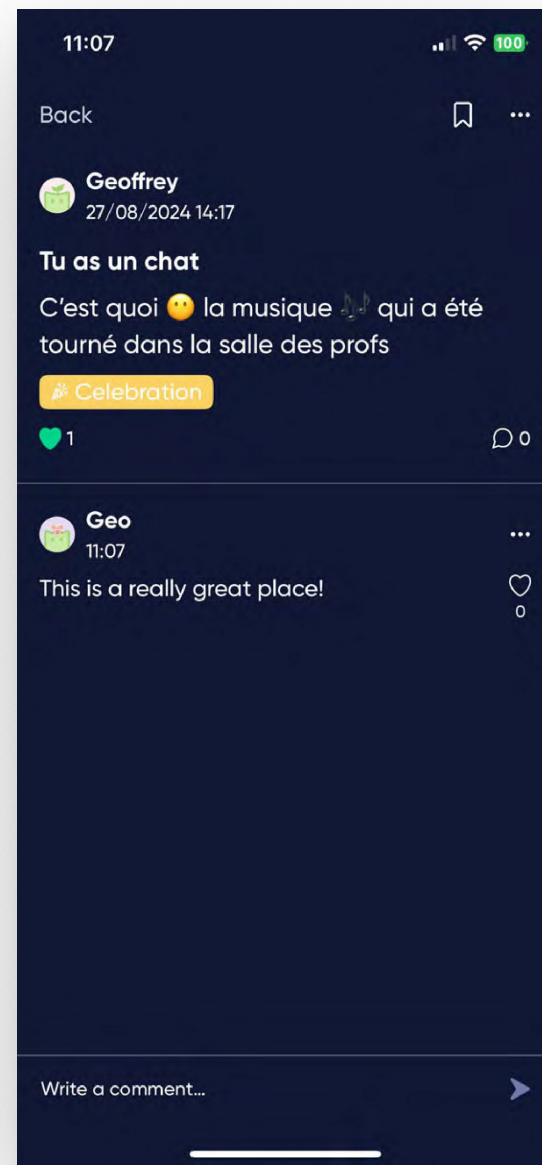 11:07
100
Back
Geoffrey
27/08/2024 14:17
Tu as un chat
C'est quoi 😶 la musique 🎶 qui a été
tourné dans la salle des profs
🎉 Celebration
1
0
Geo
11:07
This is a really great place!
0
Write a comment...